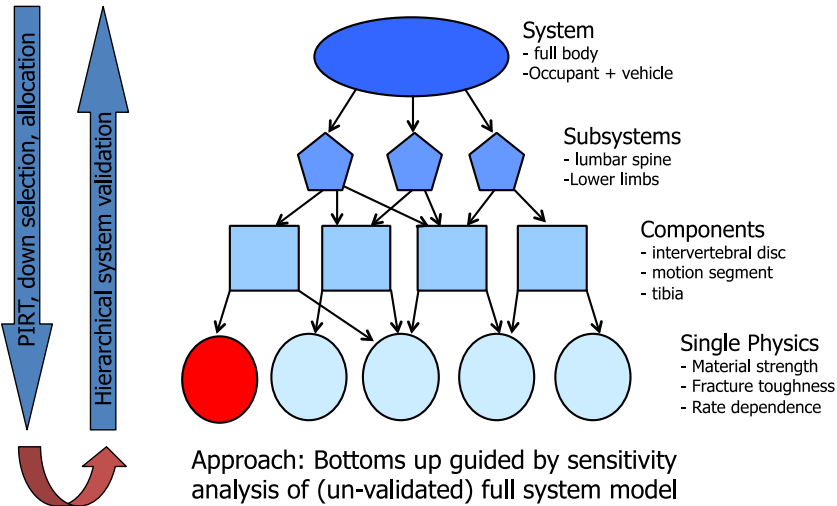 PIRT, down selection, allocation
Hierarchical system validation
System
- full body
-Occupant + vehicle
Subsystems
- lumbar spine
-Lower limbs
Components
- intervertebral disc
- motion segment
- tibia
Single Physics
- Material strength
- Fracture toughness
- Rate dependence
Approach: Bottoms up guided by sensitivity
analysis of (un-validated) full system model